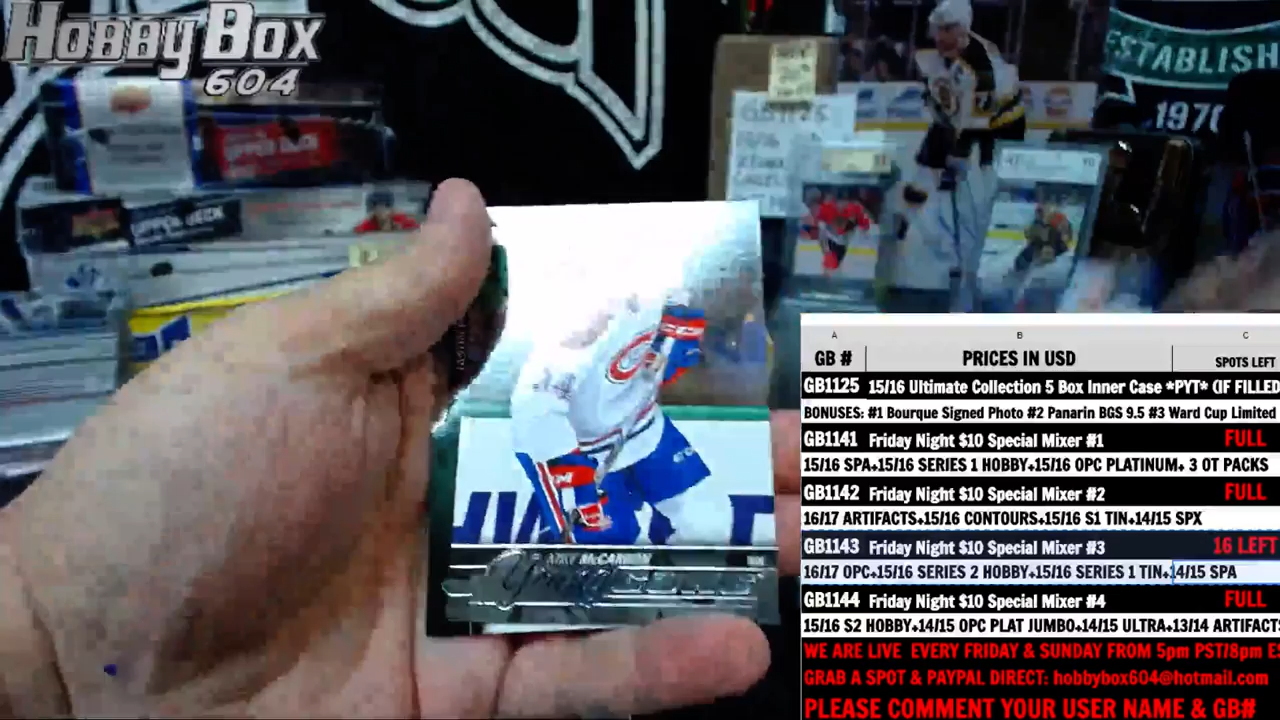 HobbyBox
604
UPPER DECK
UPPER DECK
ESTABLISH
1970
McCARRON
A B C
GB # PRICES IN USD SPOTS LEFT
GB1125 15/16 Ultimate Collection 5 Box Inner Case *PYT* (IF FILLED
BONUSES: #1 Bourque Signed Photo #2 Panarin BGS 9.5 #3 Ward Cup Limited
GB1141 Friday Night $10 Special Mixer #1 FULL
15/16 SPA+15/16 SERIES 1 HOBBY+15/16 OPC PLATINUM+ 3 OT PACKS
GB1142 Friday Night $10 Special Mixer #2 FULL
16/17 ARTIFACTS+15/16 CONTOURS+15/16 S1 TIN+14/15 SPX
GB1143 Friday Night $10 Special Mixer #3 16 LEFT
16/17 OPC+15/16 SERIES 2 HOBBY+15/16 SERIES 1 TIN+14/15 SPA
GB1144 Friday Night $10 Special Mixer #4 FULL
15/16 S2 HOBBY+14/15 OPC PLAT JUMBO+14/15 ULTRA+13/14 ARTIFACTS
WE ARE LIVE EVERY FRIDAY & SUNDAY FROM 5pm PST/8pm ES
GRAB A SPOT & PAYPAL DIRECT: hobbybox604@hotmail.com
PLEASE COMMENT YOUR USER NAME & GB#